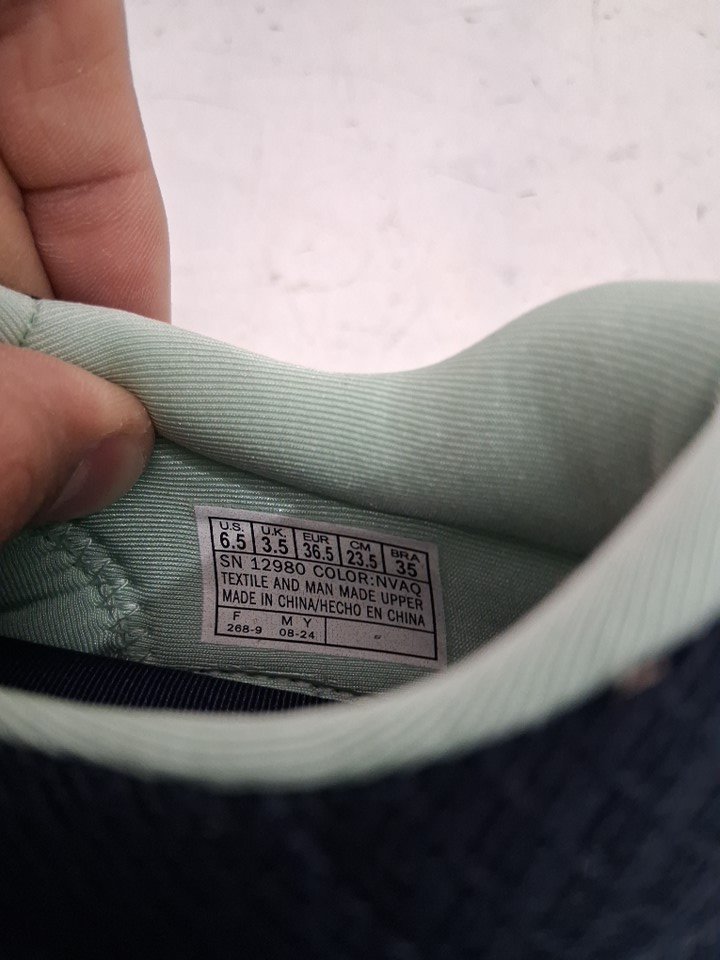 U.S. U.K. EUR CM BRA
6.5 3.5 36.5 23.5 35
SN 12980 COLOR:NVAQ
TEXTILE AND MAN MADE UPPER
MADE IN CHINA/HECHO EN CHINA
F M Y
268-9 08-24